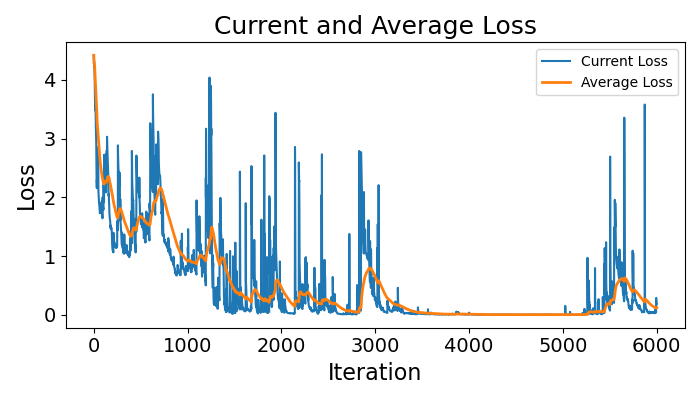 Current and Average Loss
Current Loss
Average Loss
Loss
4
3
2
1
0
0 1000 2000 3000 4000 5000 6000
Iteration